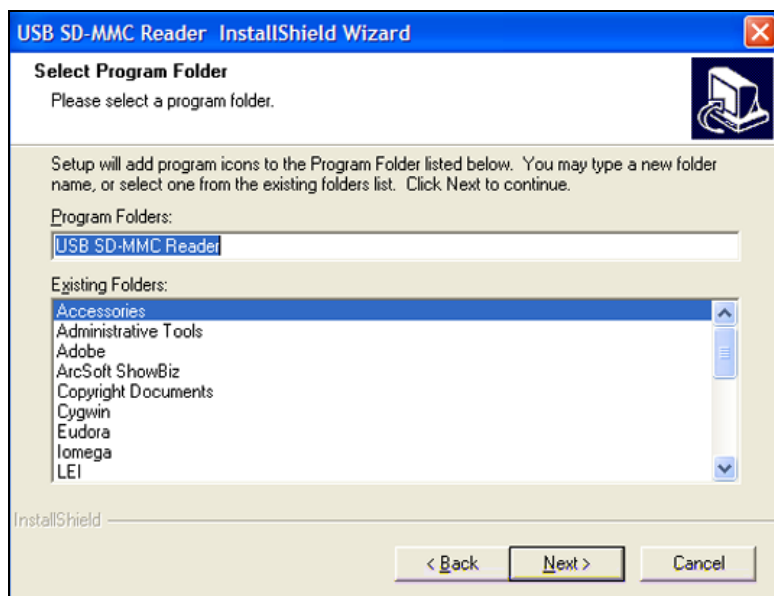 USB SD-MMC Reader InstallShield Wizard
Select Program Folder
Please select a program folder.
Setup will add program icons to the Program Folder listed below. You may type a new folder
name, or select one from the existing folders list. Click Next to continue.
Program Folders:
USB SD-MMC Reader
Existing Folders:
Accessories
Administrative Tools
Adobe
ArcSoft ShowBiz
Copyright Documents
Cygwin
Eudora
Iomega
LEI
InstallShield
< Back Next > Cancel